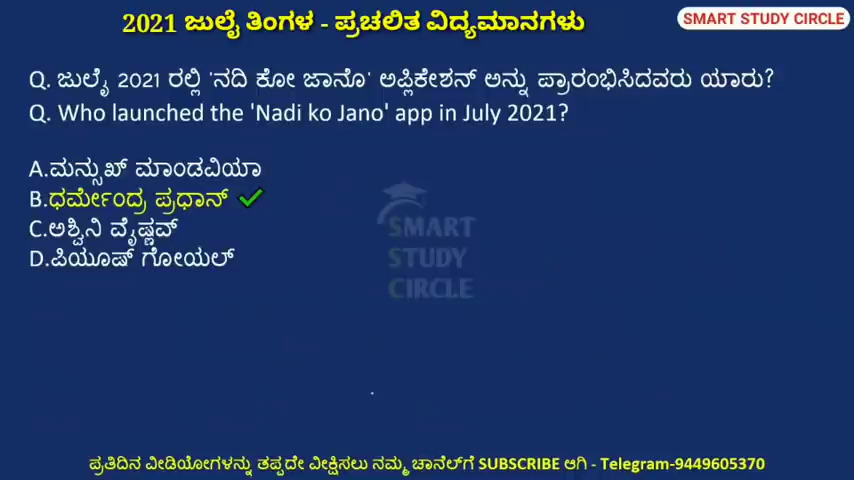 2021 ಜುಲೈ ತಿಂಗಳ - ಪ್ರಚಲಿತ ವಿದ್ಯಮಾನಗಳು
SMART STUDY CIRCLE
Q. ಜುಲೈ 2021 ರಲ್ಲಿ 'ನದಿ ಕೋ ಜಾನೊ' ಅಪ್ಲಿಕೇಶನ್ ಅನ್ನು ಪ್ರಾರಂಭಿಸಿದವರು ಯಾರು?
Q. Who launched the 'Nadi ko Jano' app in July 2021?
A.ಮನ್ಸುಖ್ ಮಾಂಡವಿಯಾ
B.ಧರ್ಮೇಂದ್ರ ಪ್ರಧಾನ್
C.ಅಶ್ವಿನಿ ವೈಷ್ಣವ್
D.ಪಿಯೂಷ್ ಗೋಯಲ್
SMART
STUDY
CIRCLE
ಪ್ರತಿದಿನ ವೀಡಿಯೋಗಳನ್ನು ತಪ್ಪದೇ ವೀಕ್ಷಿಸಲು ನಮ್ಮ ಚಾನೆಲ್‌ಗೆ SUBSCRIBE ಆಗಿ - Telegram-9449605370